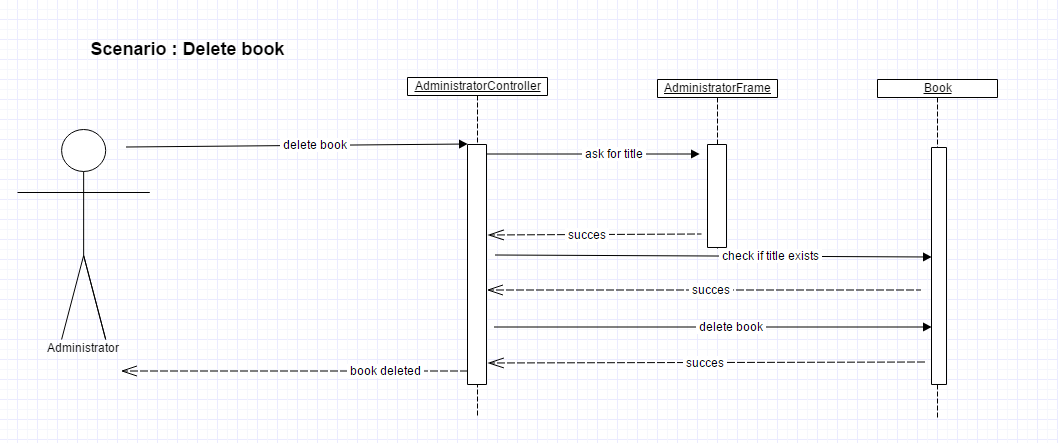 Scenario : Delete book
AdministratorController
AdministratorFrame
Book
delete book
ask for title
succes
check if title exists
succes
delete book
succes
Administrator
book deleted